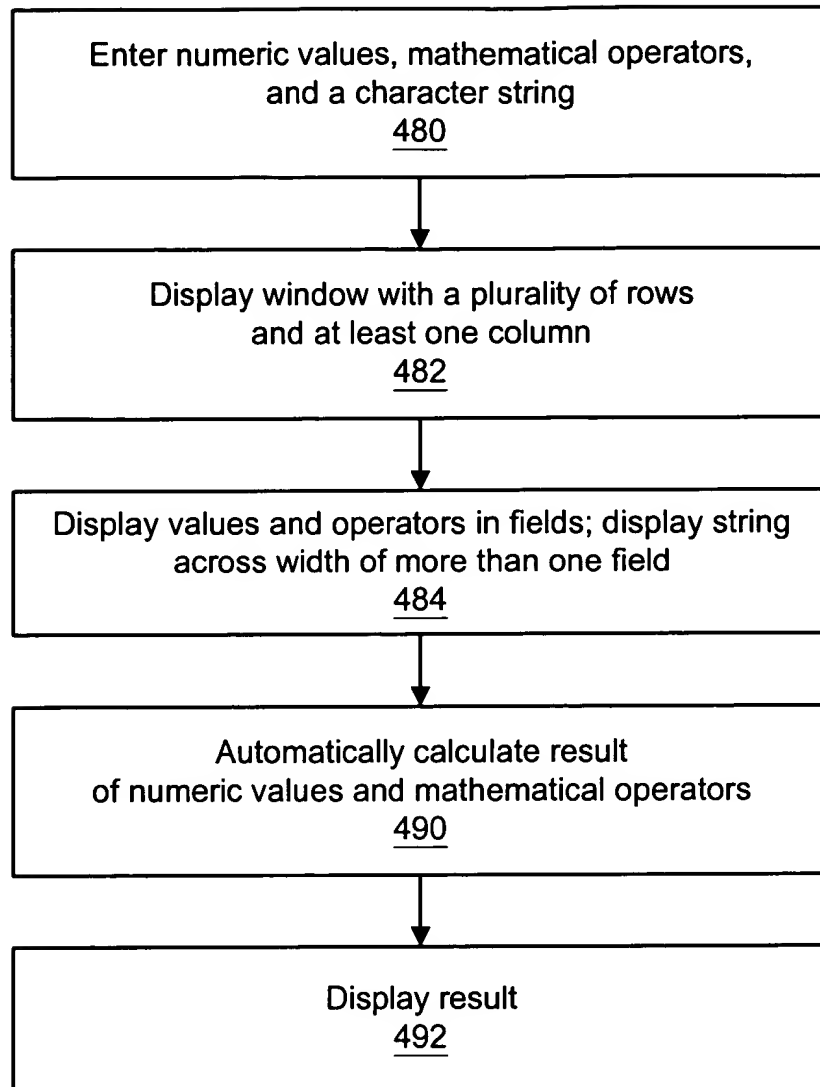 Enter numeric values, mathematical operators,
and a character string
480
Display window with a plurality of rows
and at least one column
482
Display values and operators in fields; display string
across width of more than one field
484
Automatically calculate result
of numeric values and mathematical operators
490
Display result
492